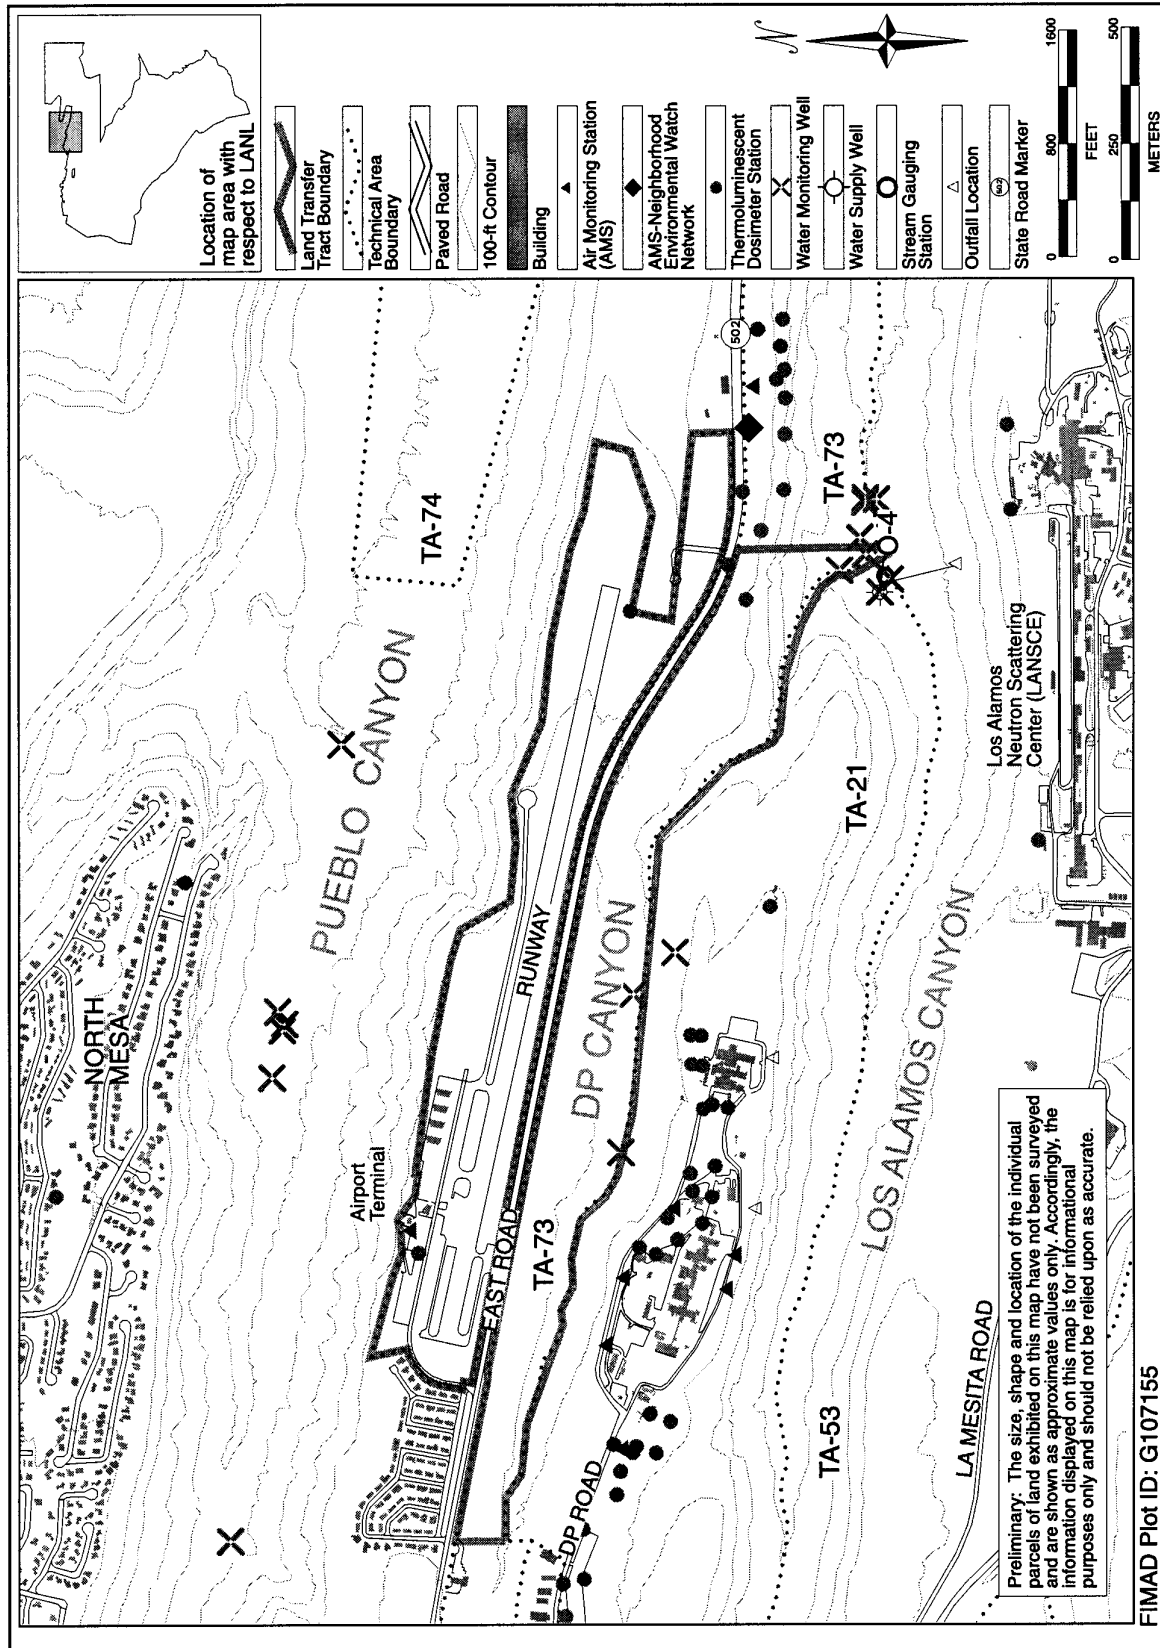 Location of
map area with
respect to LANL
Land Transfer
Tract Boundary
Technical Area
Boundary
Paved Road
100-ft Contour
Building
Air Monitoring Station
(AMS)
AMS-Neighborhood
Environmental Watch
Network
Thermoluminescent
Dosimeter Station
Water Monitoring Well
Water Supply Well
Stream Gauging
Station
Outfall Location
502
State Road Marker
N
0
800
1600
FEET
0
250
500
METERS
NORTH
MESA
PUEBLO CANYON
TA-74
Airport
Terminal
RUNWAY
EAST ROAD
502
TA-73
DP CANYON
TA-73
O-4
TA-21
DP ROAD
TA-53
LOS ALAMOS CANYON
Los Alamos
Neutron Scattering
Center (LANSCE)
LA MESITA ROAD
Preliminary: The size, shape and location of the individual
parcels of land exhibited on this map have not been surveyed
and are shown as approximate values only. Accordingly, the
information displayed on this map is for informational
purposes only and should not be relied upon as accurate.
FIMAD Plot ID: G107155